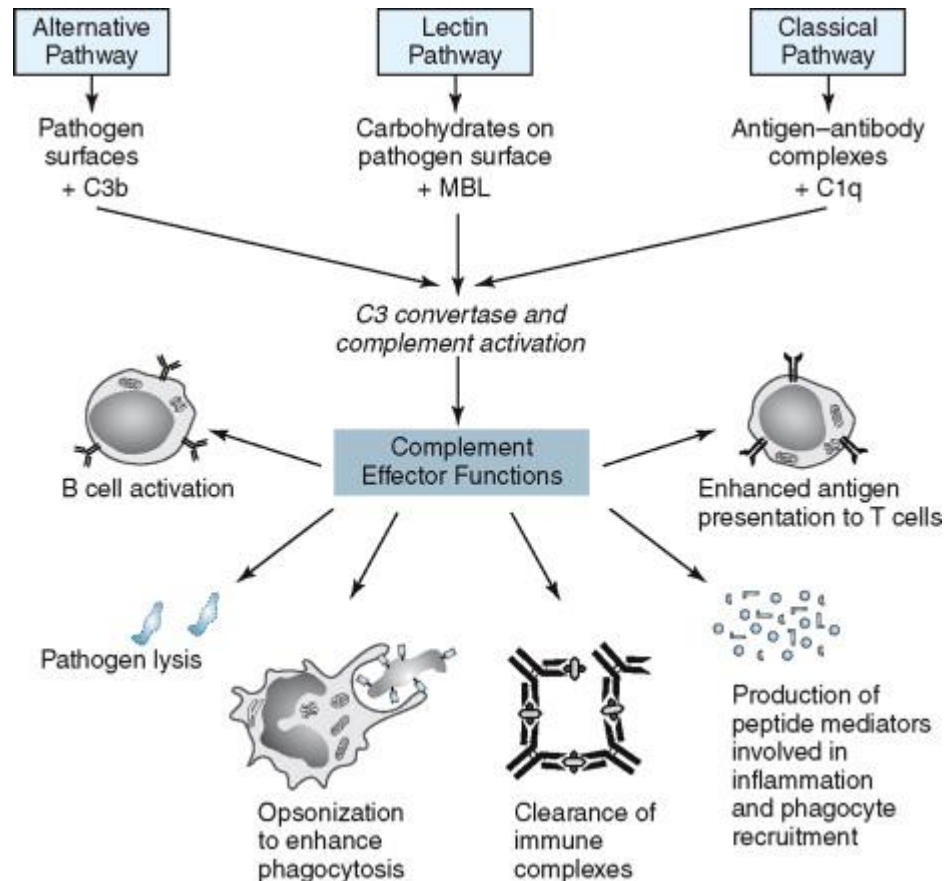 Alternative
Pathway
Lectin
Pathway
Classical
Pathway
Pathogen
surfaces
+ C3b
Carbohydrates on
pathogen surface
+ MBL
Antigen–antibody
complexes
+ C1q
C3 convertase and
complement activation
Complement
Effector Functions
B cell activation
Enhanced antigen
presentation to T cells
Pathogen lysis
Opsonization
to enhance
phagocytosis
Clearance of
immune
complexes
Production of
peptide mediators
involved in
inflammation
and phagocyte
recruitment